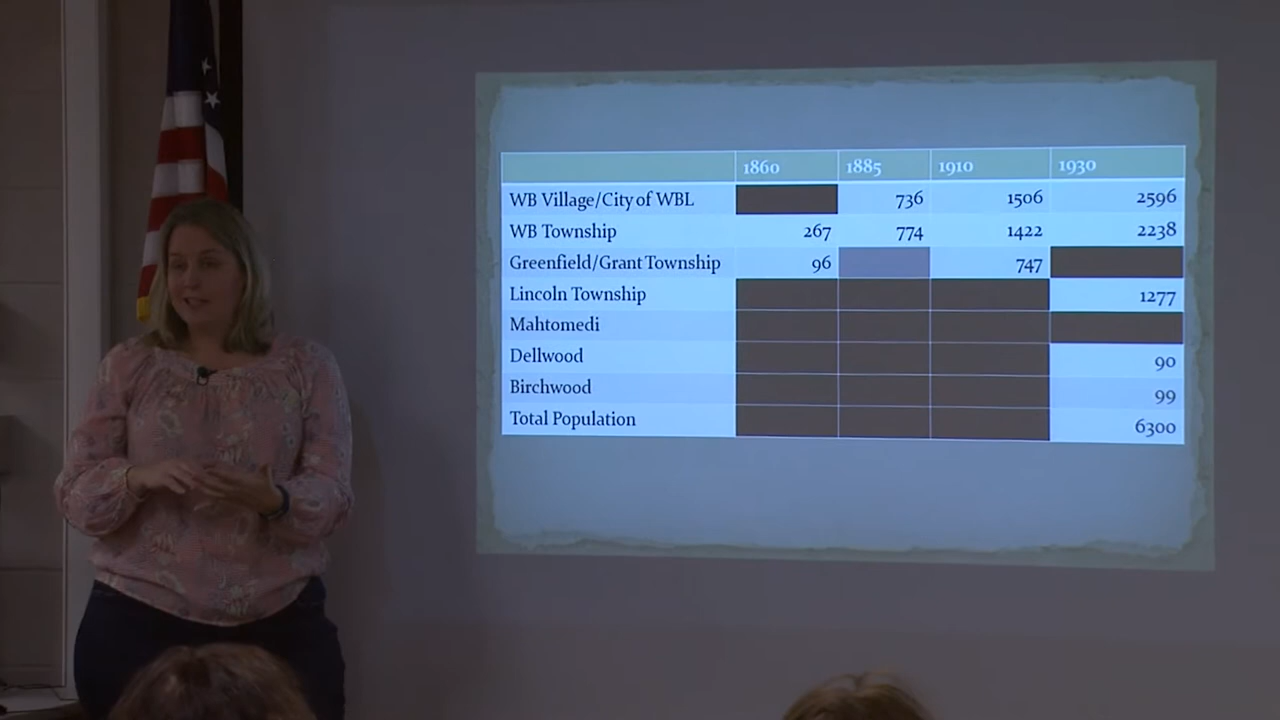 1860 1885 1910 1930
WB Village/City of WBL 736 1506 2596
WB Township 267 774 1422 2238
Greenfield/Grant Township 96 747
Lincoln Township 1277
Mahtomedi
Dellwood 90
Birchwood 99
Total Population 6300